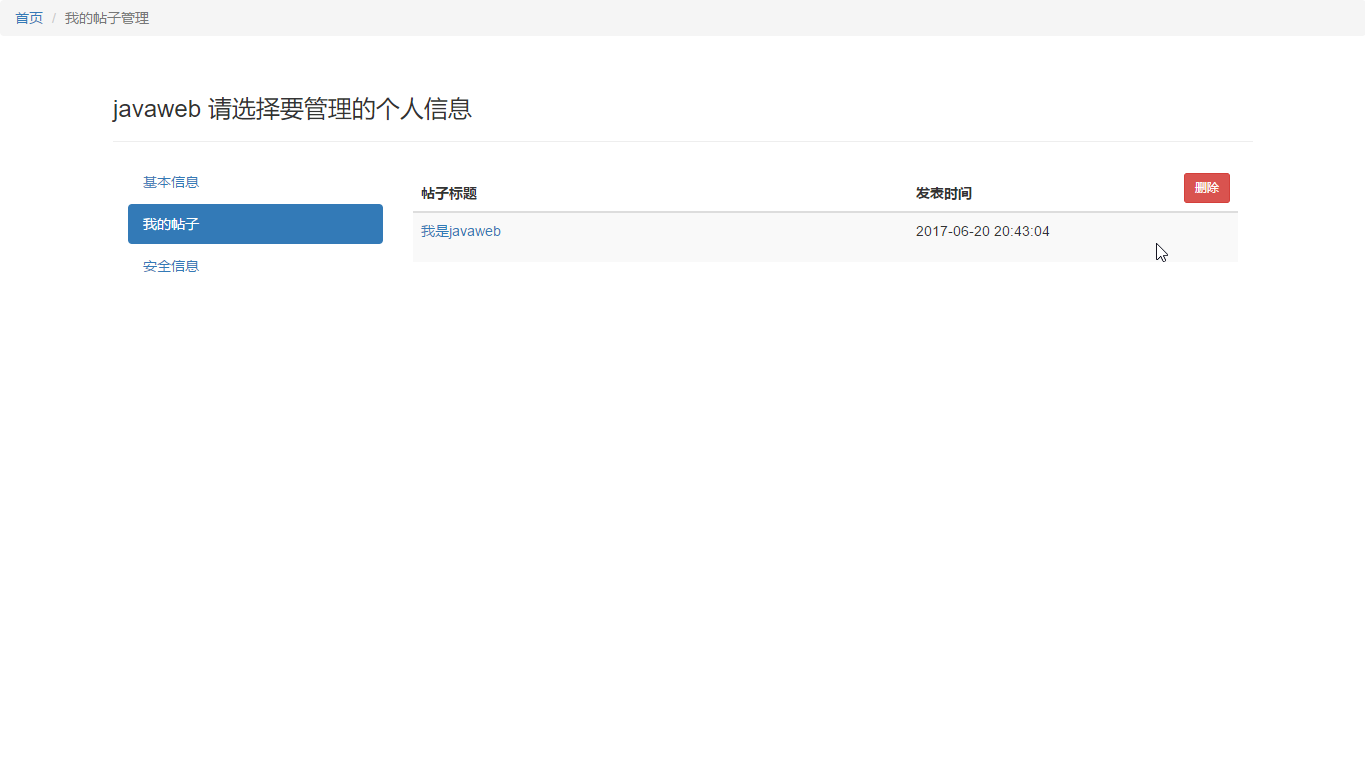 首页 / 我的帖子管理
javaweb 请选择要管理的个人信息
基本信息
我的帖子
安全信息
帖子标题 发表时间 删除
我是javaweb 2017-06-20 20:43:04